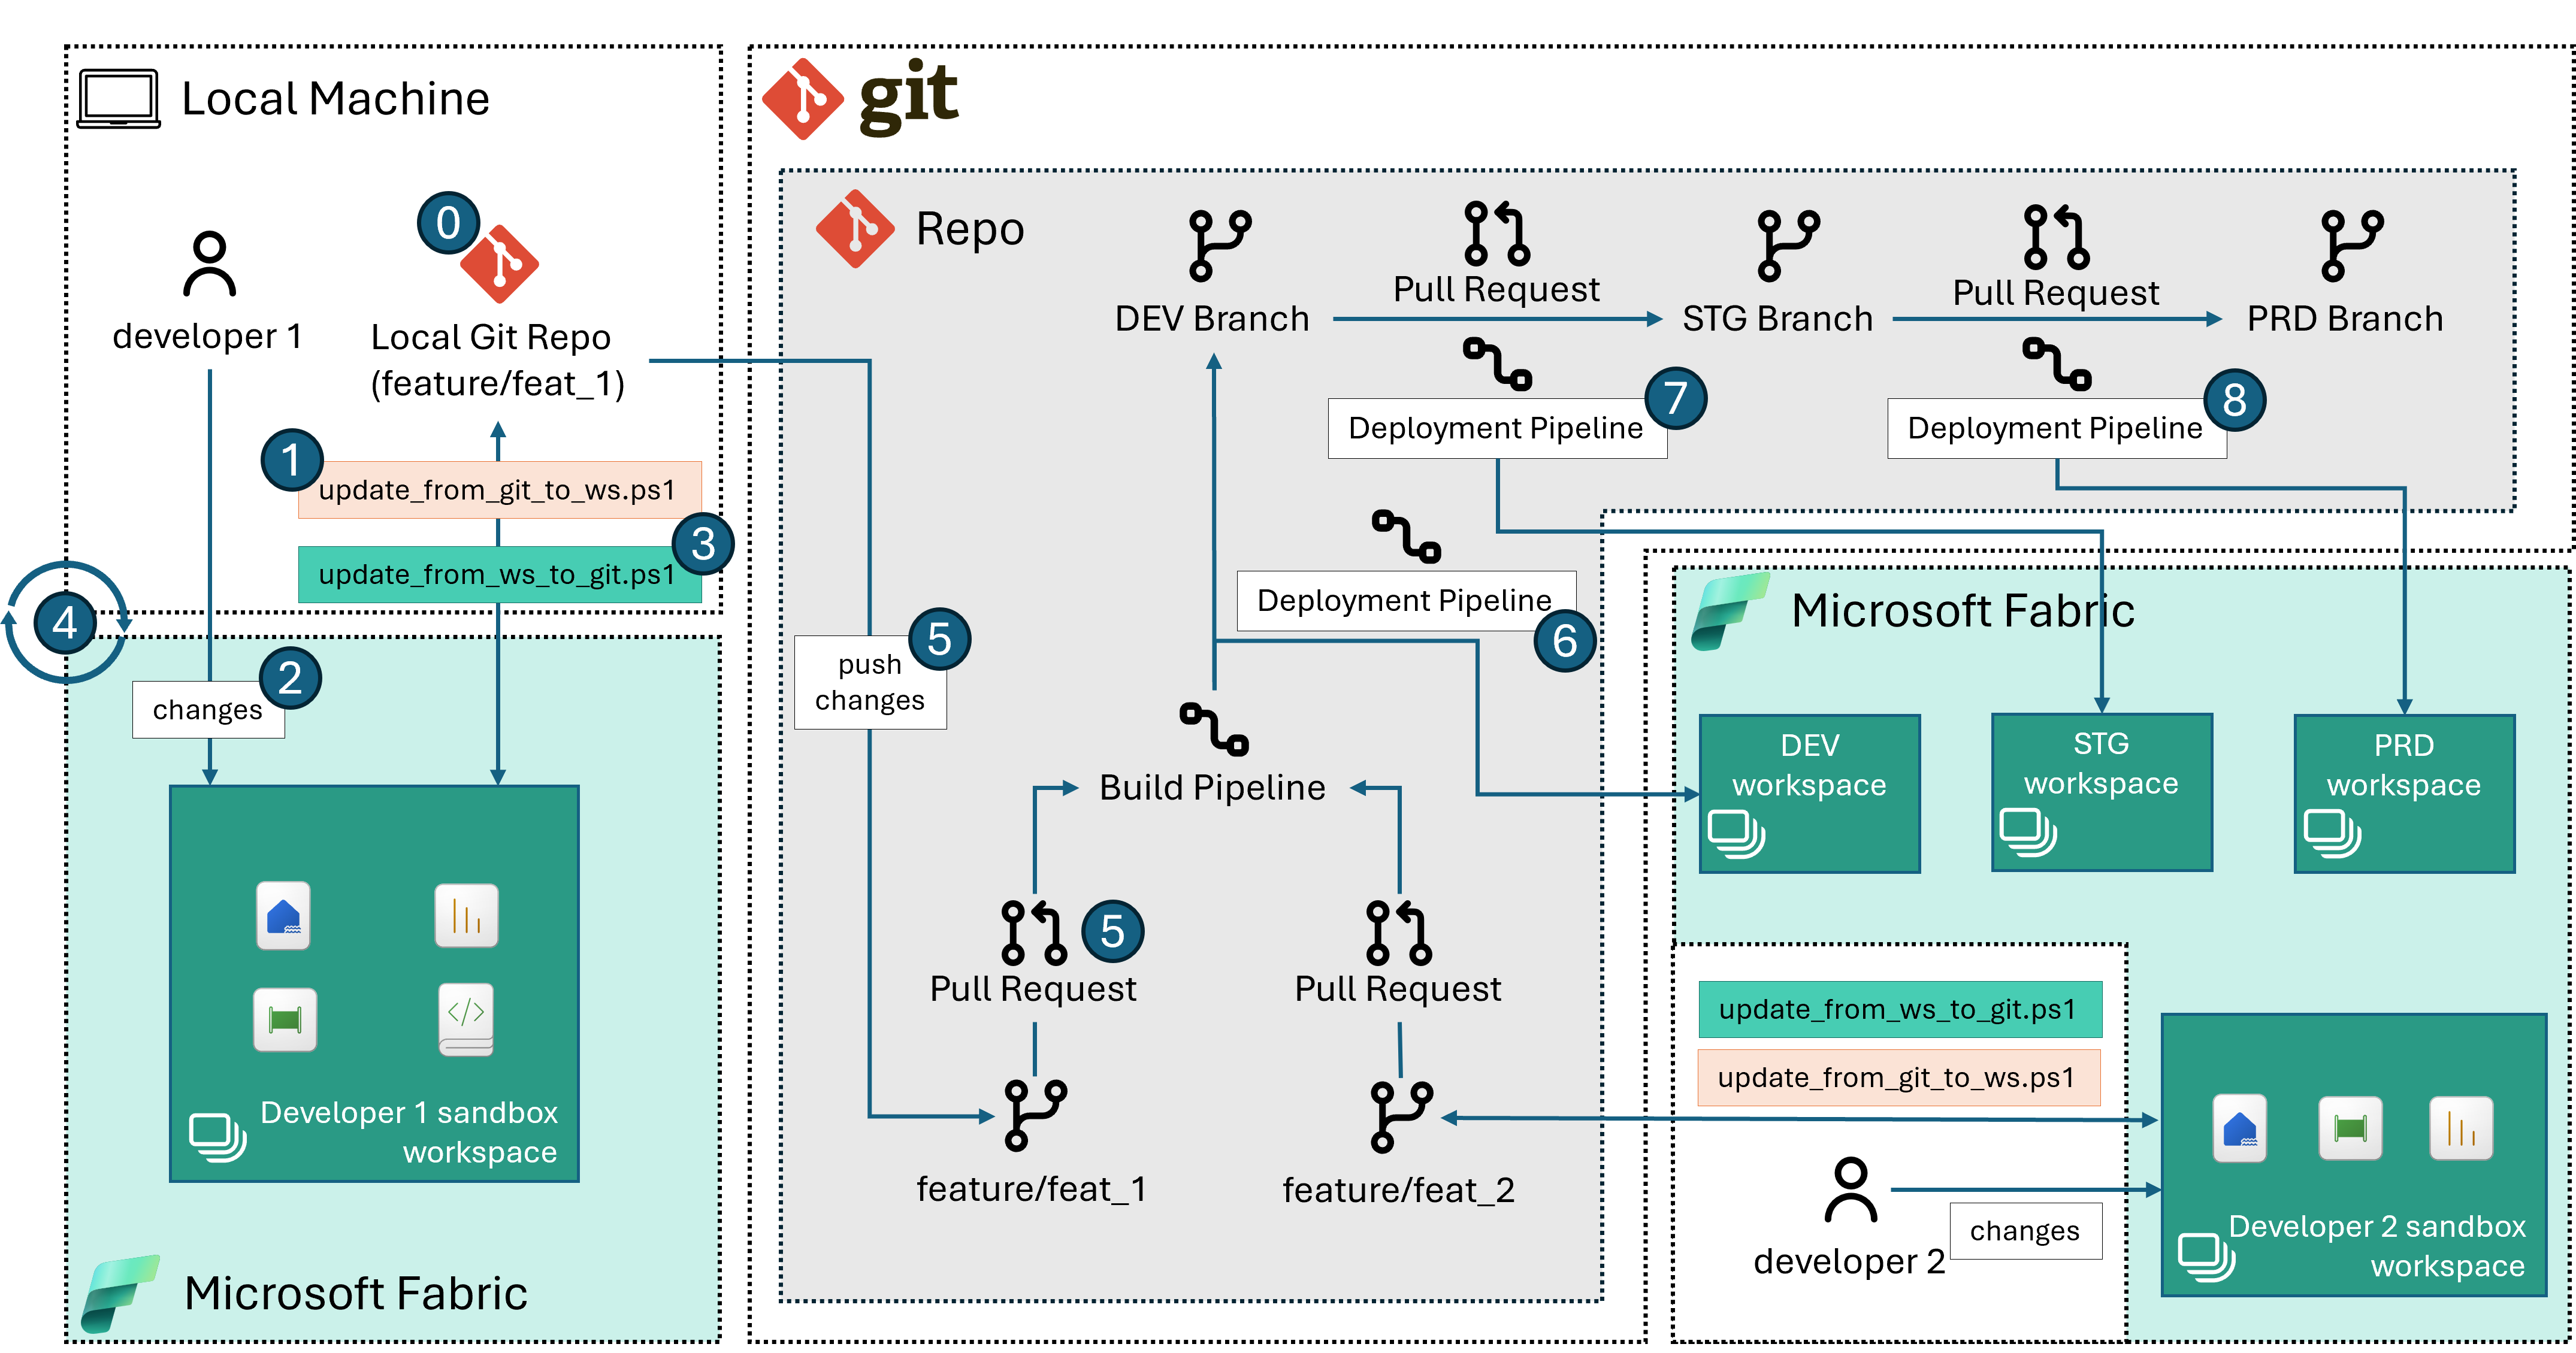 Local Machine
0
developer 1
Local Git Repo
(feature/feat_1)
1
update_from_git_to_ws.ps1
3
update_from_ws_to_git.ps1
4
2
changes
Developer 1 sandbox
workspace
Microsoft Fabric
git
Repo
DEV Branch
Pull Request
STG Branch
Pull Request
PRD Branch
7
Deployment Pipeline
8
Deployment Pipeline
Deployment Pipeline
6
5
push
changes
Build Pipeline
5
Pull Request
Pull Request
feature/feat_1
feature/feat_2
Microsoft Fabric
DEV
workspace
STG
workspace
PRD
workspace
update_from_ws_to_git.ps1
update_from_git_to_ws.ps1
developer 2
changes
Developer 2 sandbox
workspace